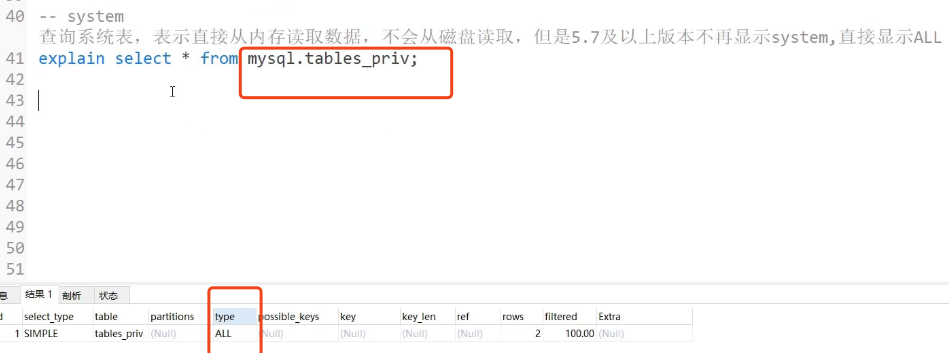 40 -- system
查询系统表，表示直接从内存读取数据，不会从磁盘读取，但是5.7及以上版本不再显示system,直接显示ALL
41 explain select * from mysql.tables_priv;
42
43
44
45
46
47
48
49
50
51
息 结果 1 剖析 状态
d select_type table partitions type possible_keys key key_len ref rows filtered Extra
1 SIMPLE tables_priv (Null) ALL (Null) (Null) (Null) (Null) 2 100.00 (Null)